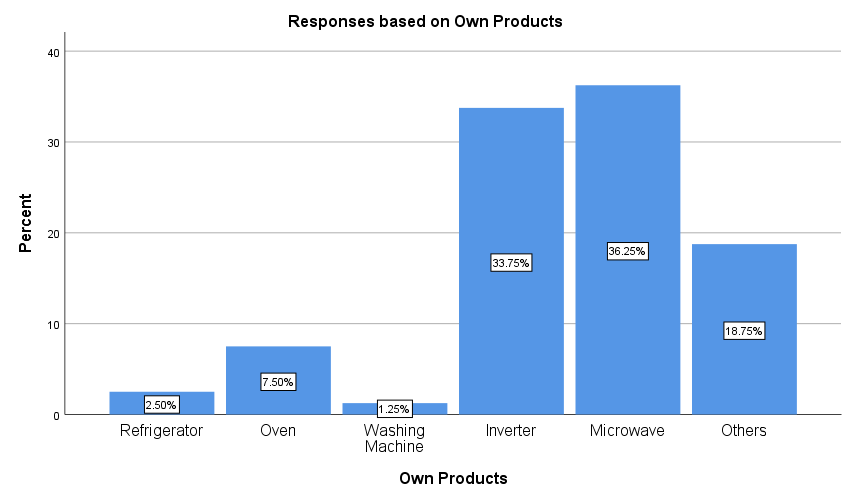 Responses based on Own Products
Percent
40
30
20
10
0
2.50%
7.50%
1.25%
33.75%
36.25%
18.75%
Refrigerator
Oven
Washing
Machine
Inverter
Microwave
Others
Own Products